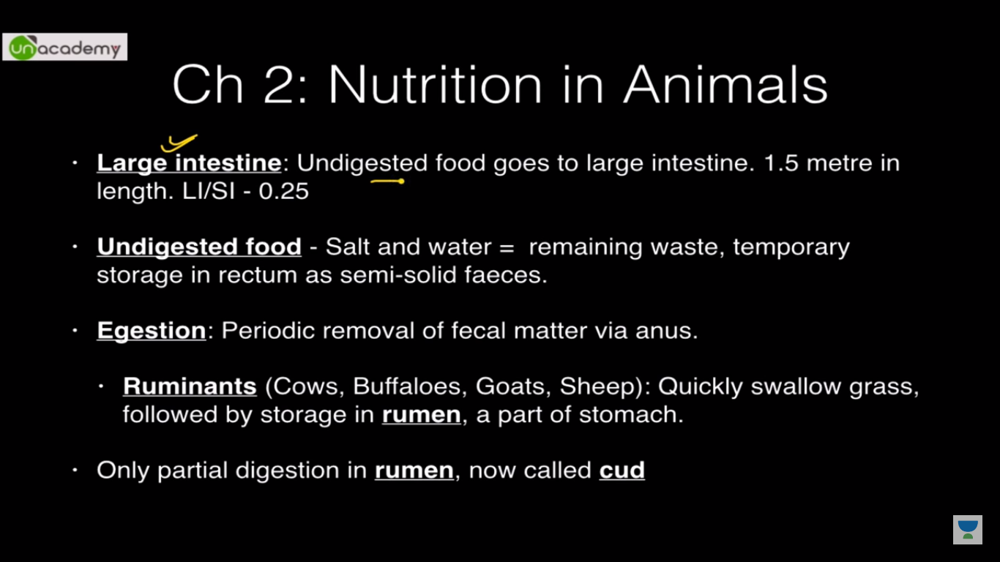 unacademy
Ch 2: Nutrition in Animals
· Large intestine: Undigested food goes to large intestine. 1.5 metre in
length. LI/SI - 0.25
· Undigested food - Salt and water = remaining waste, temporary
storage in rectum as semi-solid faeces.
· Egestion: Periodic removal of fecal matter via anus.
· Ruminants (Cows, Buffaloes, Goats, Sheep): Quickly swallow grass,
followed by storage in rumen, a part of stomach.
· Only partial digestion in rumen, now called cud